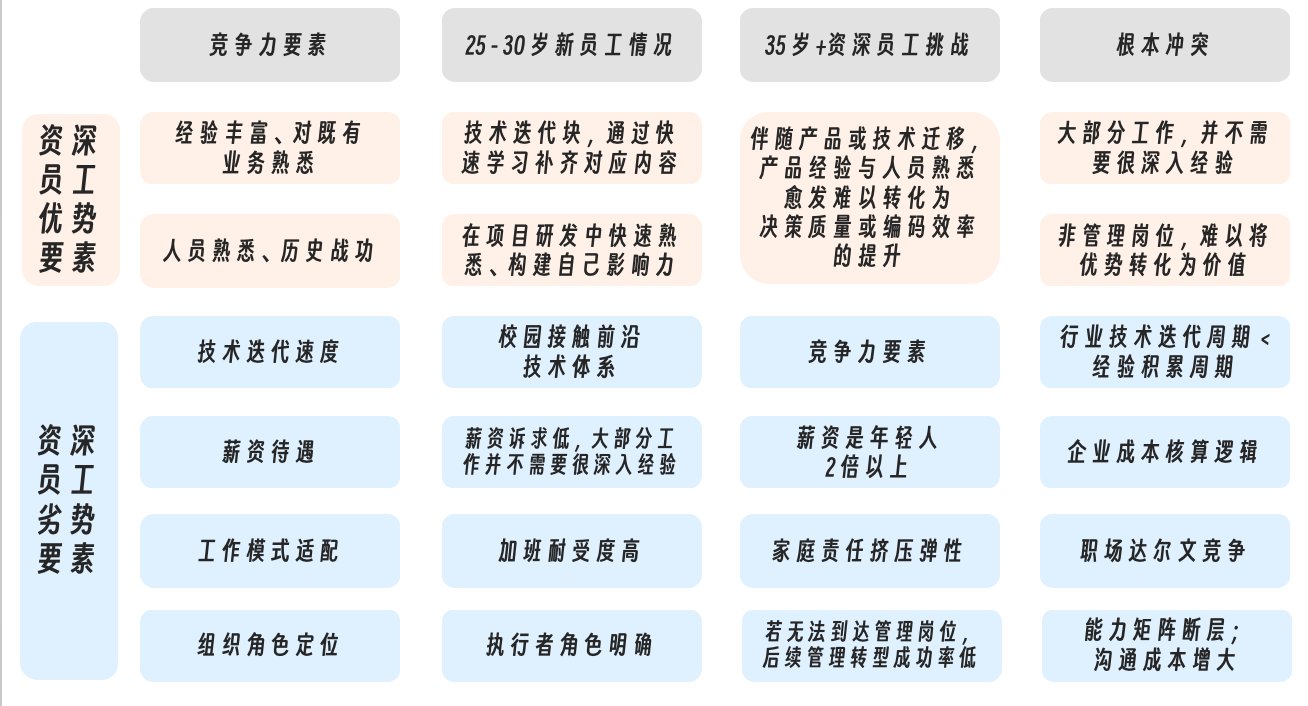 竞争力要素
25-30岁新员工情况
35岁+资深员工挑战
根本冲突
资深
员工
优势
要素
经验丰富、对既有
业务熟悉
技术迭代块，通过快
速学习补齐对应内容
伴随产品或技术迁移，
产品经验与人员熟悉
愈发难以转化为
决策质量或编码效率
的提升
大部分工作，并不需
要很深入经验
人员熟悉、历史战功
在项目研发中快速熟
悉、构建自己影响力
非管理岗位，难以将
优势转化为价值
资深
员工
劣势
要素
技术迭代速度
校园接触前沿
技术体系
竞争力要素
行业技术迭代周期<
经验积累周期
薪资待遇
薪资诉求低，大部分工
作并不需要很深入经验
薪资是年轻人
2倍以上
企业成本核算逻辑
工作模式适配
加班耐受度高
家庭责任挤压弹性
职场达尔文竞争
组织角色定位
执行者角色明确
若无法到达管理岗位，
后续管理转型成功率低
能力矩阵断层；
沟通成本增大